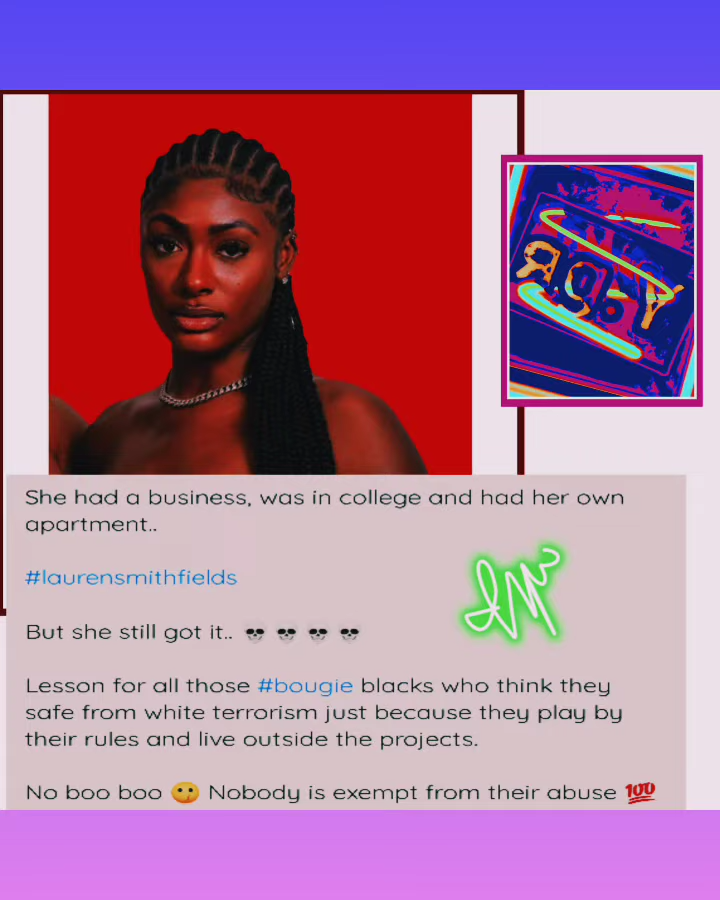 She had a business, was in college and had her own
apartment..
#laurensmithfields
But she still got it.. 💀 💀 💀 💀
Lesson for all those #bougie blacks who think they
safe from white terrorism just because they play by
their rules and live outside the projects.
No boo boo 🤭 Nobody is exempt from their abuse 💯